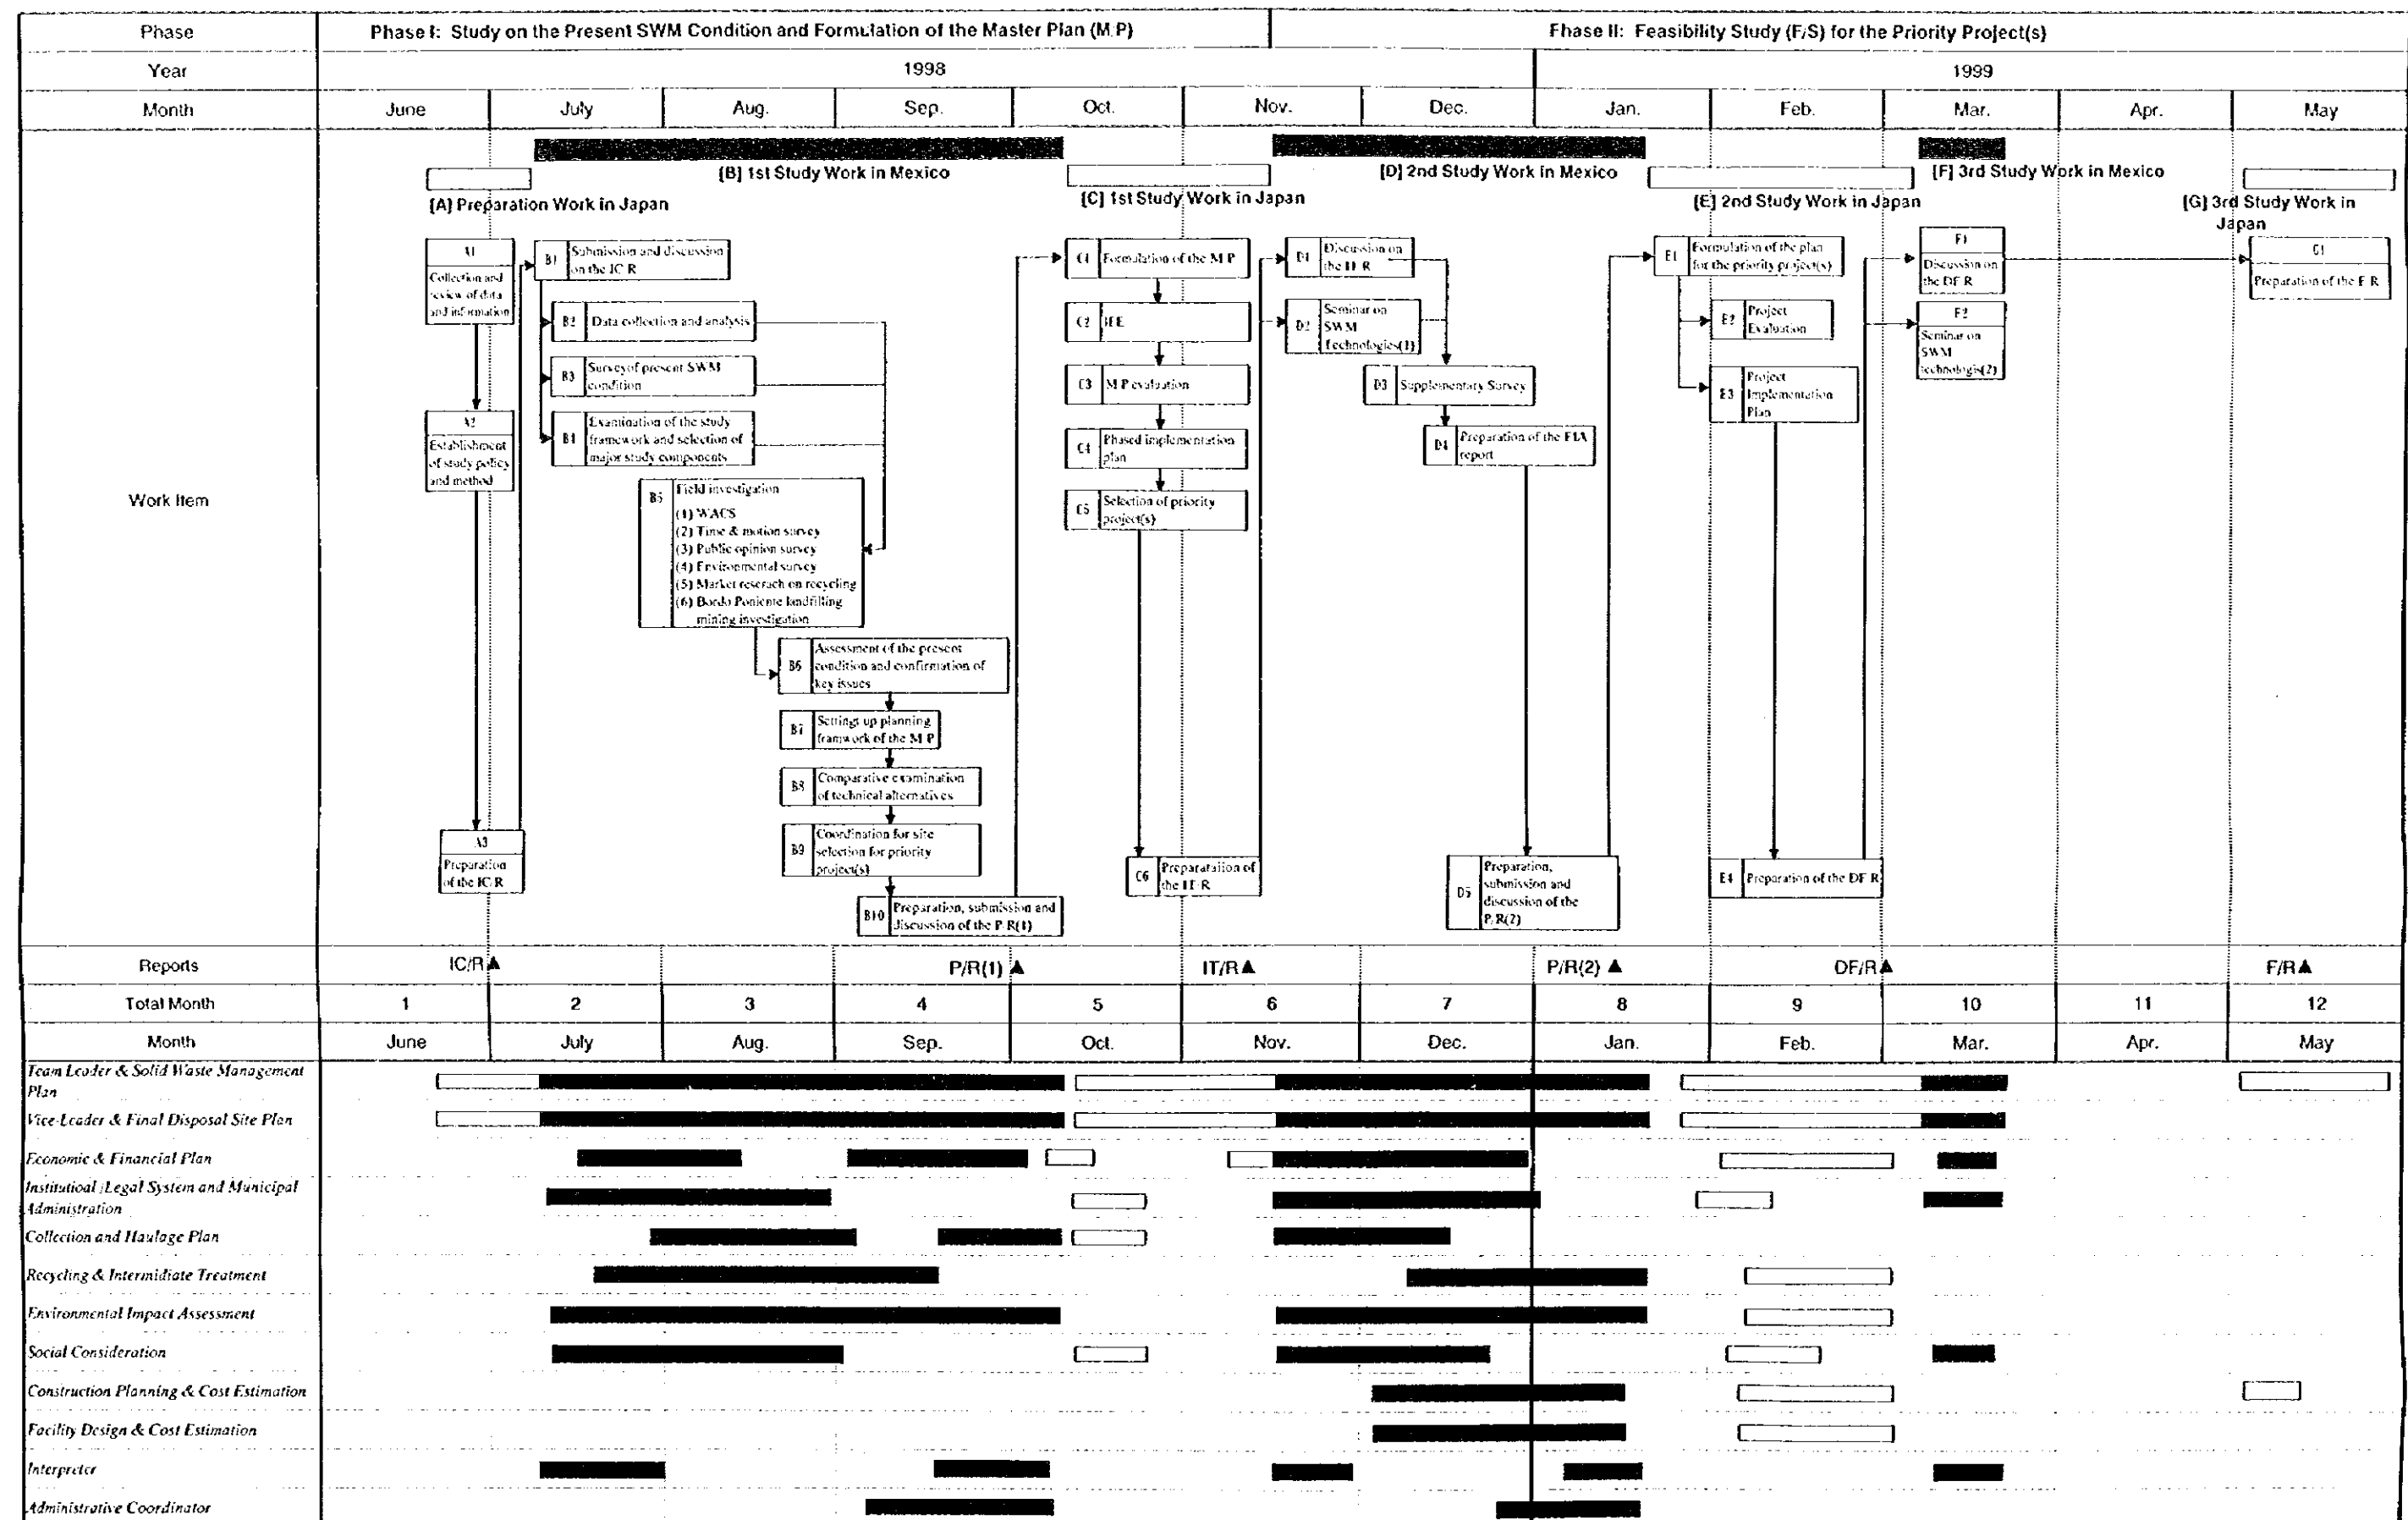 Phase
Phase I: Study on the Present SWM Condition and Formulation of the Master Plan (M/P)
Fhase II: Feasibility Study (F/S) for the Priority Project(s)
Year
1998
1999
Month
June
July
Aug.
Sep.
Oct.
Nov.
Dec.
Jan.
Feb.
Mar.
Apr.
May
[A] Preparation Work in Japan
[B] 1st Study Work in Mexico
[C] 1st Study Work in Japan
[D] 2nd Study Work in Mexico
[E] 2nd Study Work in Japan
[F] 3rd Study Work in Mexico
[G] 3rd Study Work in
Japan
Work Item
A1
Collection and
review of data
and information
A2
Establishment
of study policy
and method
A3
Preparation
of the IC/R
B1
Submission and discussion
on the IC/R
B2
Data collection and analysis
B3
Surveyof present SWM
condition
B4
Examination of the study
framework and selection of
major study components
B5
Field investigation
(1) WACS
(2) Time & motion survey
(3) Public opinion survey
(4) Environmental survey
(5) Market reserach on recycling
(6) Bordo Poniente landfilling
mining investigation
B6
Assessment of the present
condition and confirmation of
key issues
B7
Settings up planning
framwork of the M/P
B8
Comparative examination
of technical alternatives
B9
Coordination for site
selection for priority
project(s)
B10
Preparation, submission and
discussion of the P/R(1)
C1
Formulation of the M/P
C2
IEE
C3
M/P evaluation
C4
Phased implementation
plan
C5
Selection of priority
project(s)
C6
Preparataiion of
the IT/R
D1
Discussion on
the IT/R
D2
Seminar on
SWM
Technologies(1)
D3
Supplementary Survey
D4
Preparation of the EIA
report
D5
Preparation,
submission and
discussion of the
P/R(2)
E1
Formulation of the plan
for the priority project(s)
E2
Project
Evaluation
E3
Project
Implementation
Plan
E4
Preparation of the DF/R
F1
Discussion on
the DF/R
F2
Seminar on
SWM
technologis(2)
G1
Preparation of the F/R
Reports
IC/R▲
P/R(1) ▲
IT/R▲
P/R(2) ▲
DF/R▲
F/R▲
Total Month
1
2
3
4
5
6
7
8
9
10
11
12
Month
June
July
Aug.
Sep.
Oct.
Nov.
Dec.
Jan.
Feb.
Mar.
Apr.
May
Team Leader & Solid Waste Management
Plan
Vice-Leader & Final Disposal Site Plan
Economic & Financial Plan
Institutioal /Legal System and Municipal
Administration
Collection and Haulage Plan
Recycling & Intermidiate Treatment
Environmental Impact Assessment
Social Consideration
Construction Planning & Cost Estimation
Facility Design & Cost Estimation
Interpreter
Administrative Coordinator